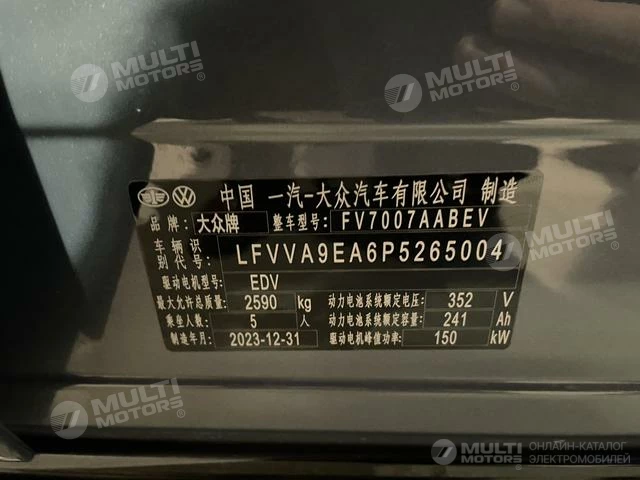 MULTI MOTORS®
MULTI MOTORS®
中国 一汽-大众汽车有限公司 制造
品牌: 大众牌 整车型号: FV7007AABEV
车辆识别代号: LFVVA9EA6P5265004
驱动电机型号: EDV
最大允许总质量: 2590 kg 动力电池系统额定电压: 352 V
乘坐人数: 5 人 动力电池系统额定容量: 241 Ah
制造年月: 2023-12-31 驱动电机峰值功率: 150 kW
MULTI MOTORS®
MULTI MOTORS®
MULTI MOTORS® ОНЛАЙН-КАТАЛОГ ЭЛЕКТРОМОБИЛЕЙ